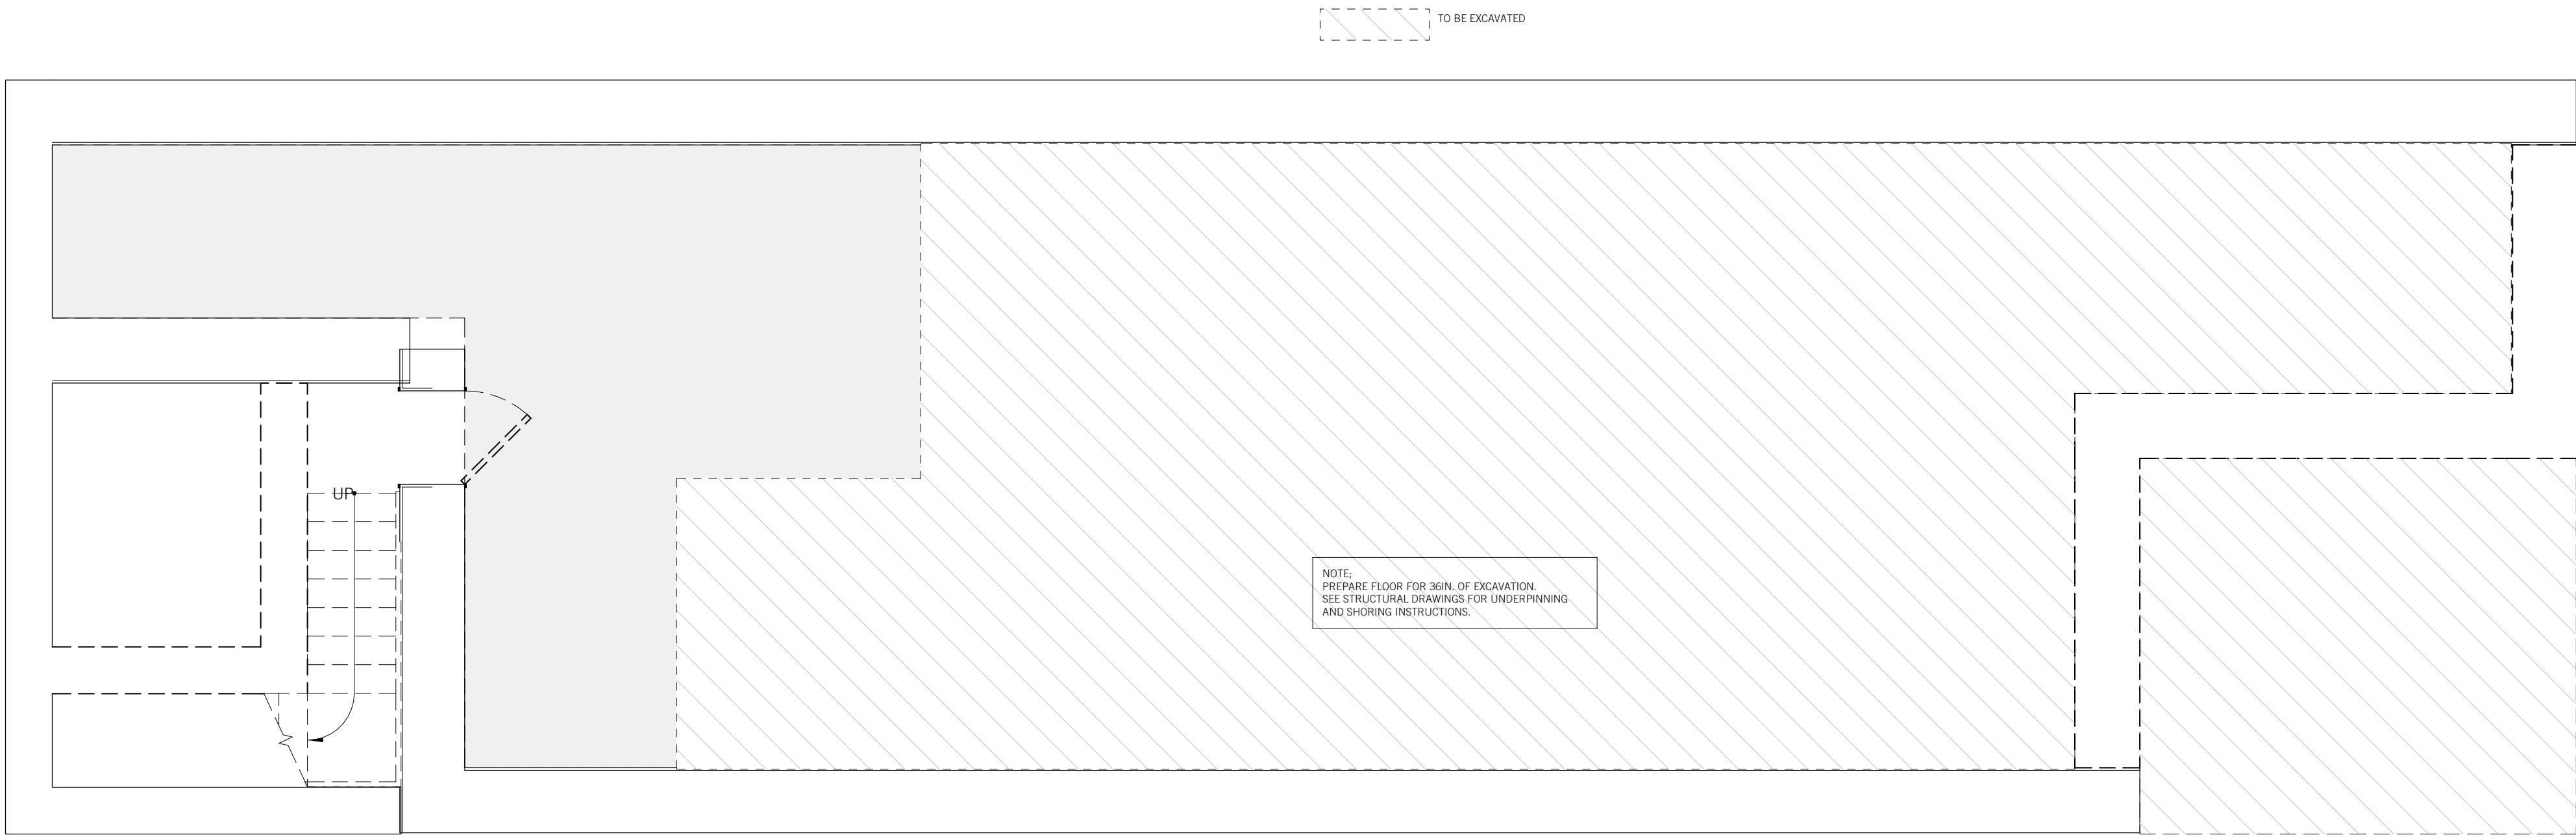 TO BE EXCAVATED
UP
NOTE;
PREPARE FLOOR FOR 36IN. OF EXCAVATION.
SEE STRUCTURAL DRAWINGS FOR UNDERPINNING
AND SHORING INSTRUCTIONS.